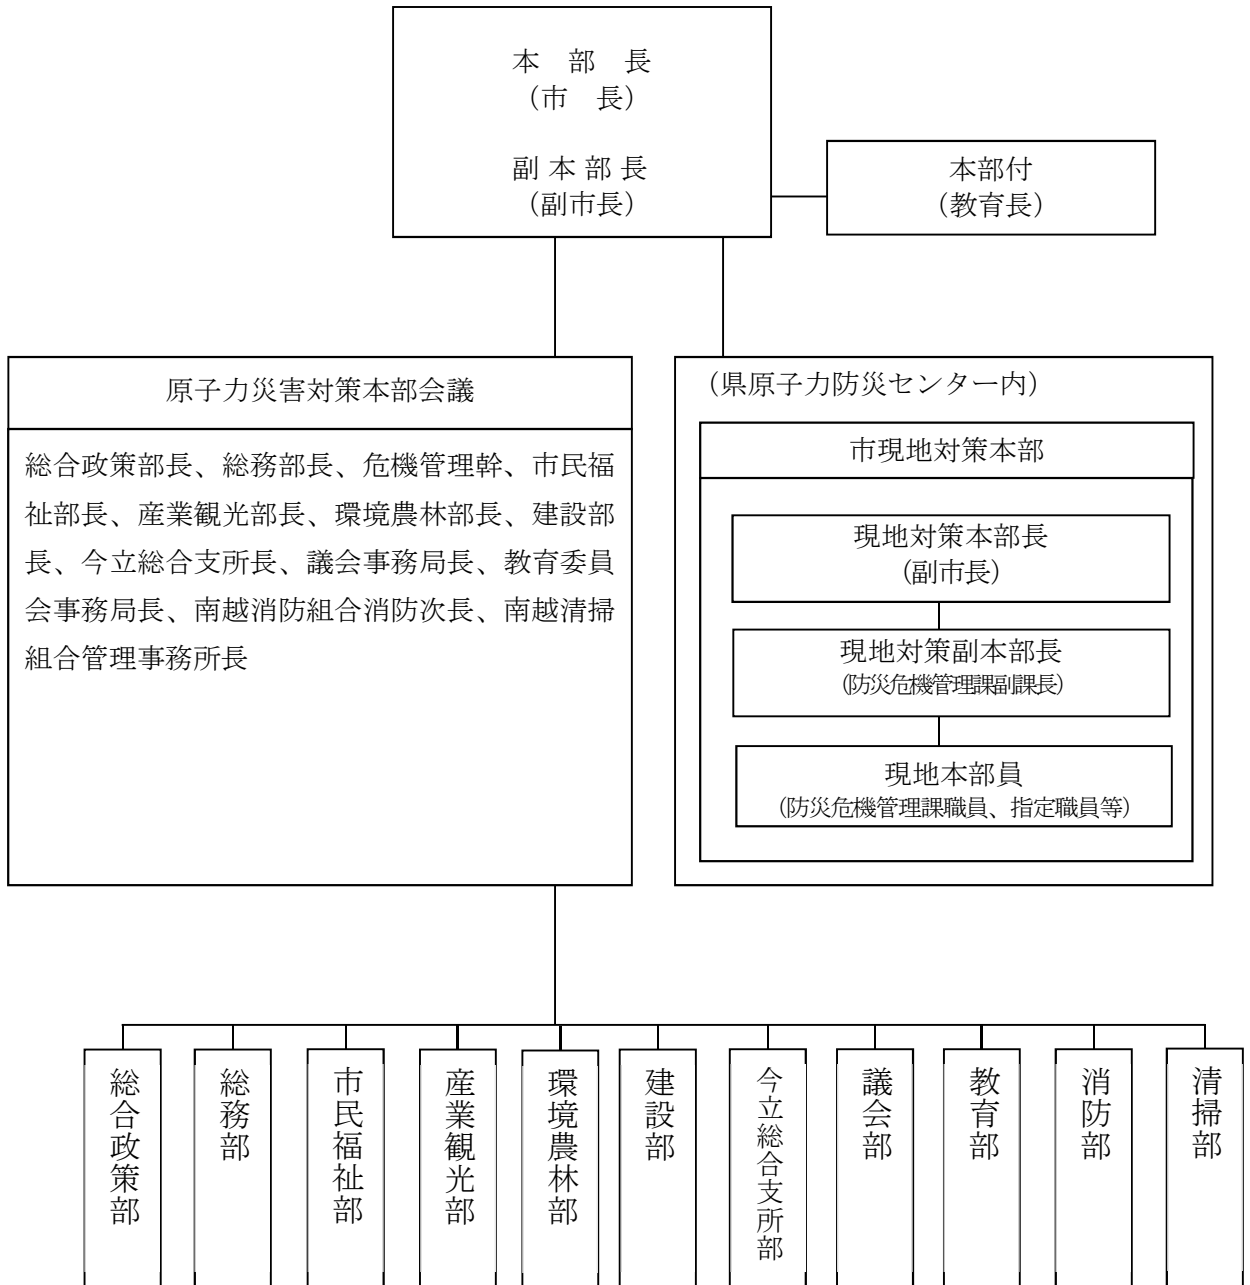 本　部　長
（市　長）
副 本 部 長
（副市長）
本部付
（教育長）
原子力災害対策本部会議
総合政策部長、総務部長、危機管理幹、市民福
祉部長、産業観光部長、環境農林部長、建設部
長、今立総合支所長、議会事務局長、教育委員
会事務局長、南越消防組合消防次長、南越清掃
組合管理事務所長
（県原子力防災センター内）
市現地対策本部
現地対策本部長
（副市長）
現地対策副本部長
（防災危機管理課副課長）
現地本部員
（防災危機管理課職員、指定職員等）
総合政策部
総務部
市民福祉部
産業観光部
環境農林部
建設部
今立総合支所部
議会部
教育部
消防部
清掃部